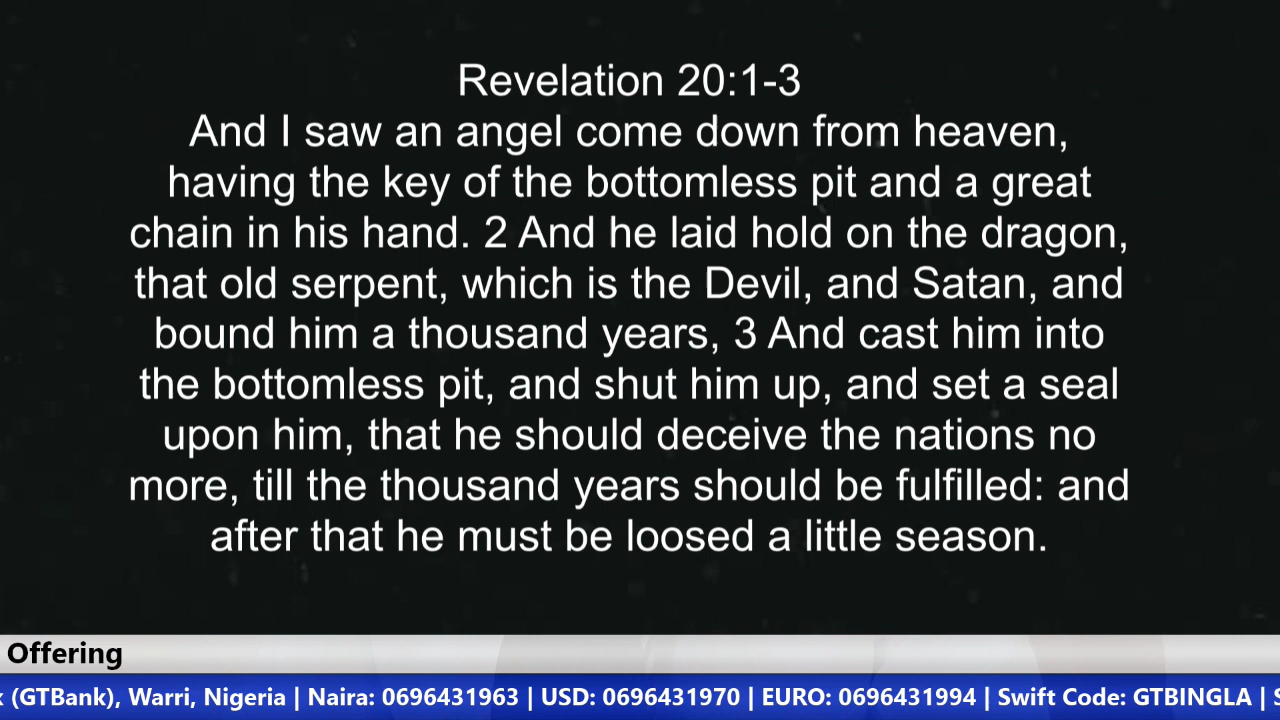 Revelation 20:1-3
And I saw an angel come down from heaven,
having the key of the bottomless pit and a great
chain in his hand. 2 And he laid hold on the dragon,
that old serpent, which is the Devil, and Satan, and
bound him a thousand years, 3 And cast him into
the bottomless pit, and shut him up, and set a seal
upon him, that he should deceive the nations no
more, till the thousand years should be fulfilled: and
after that he must be loosed a little season.
Offering
(GTBank), Warri, Nigeria | Naira: 0696431963 | USD: 0696431970 | EURO: 0696431994 | Swift Code: GTBINGLA |